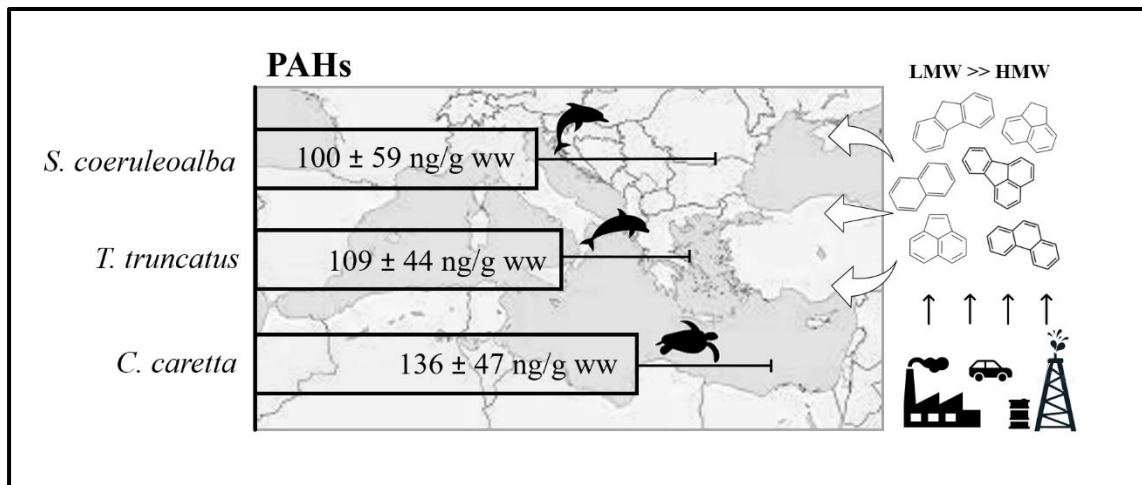 PAHs
LMW >> HMW
S. coeruleoalba
100 ± 59 ng/g ww
T. truncatus
109 ± 44 ng/g ww
C. caretta
136 ± 47 ng/g ww